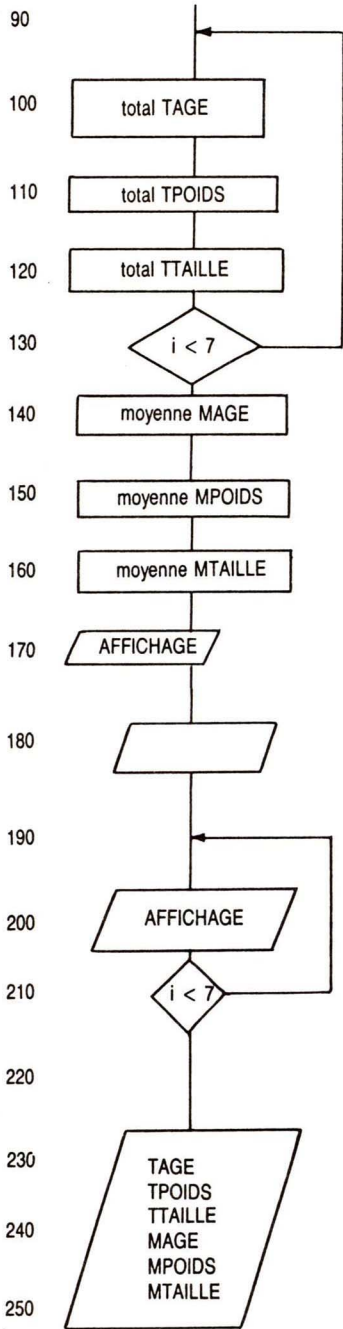 90
100 total TAGE
110 total TPOIDS
120 total TTAILLE
130 i < 7
140 moyenne MAGE
150 moyenne MPOIDS
160 moyenne MTAILLE
170 AFFICHAGE
180
190
200 AFFICHAGE
210 i < 7
220
230 TAGE
TPOIDS
TTAILLE
240 MAGE
MPOIDS
MTAILLE
250